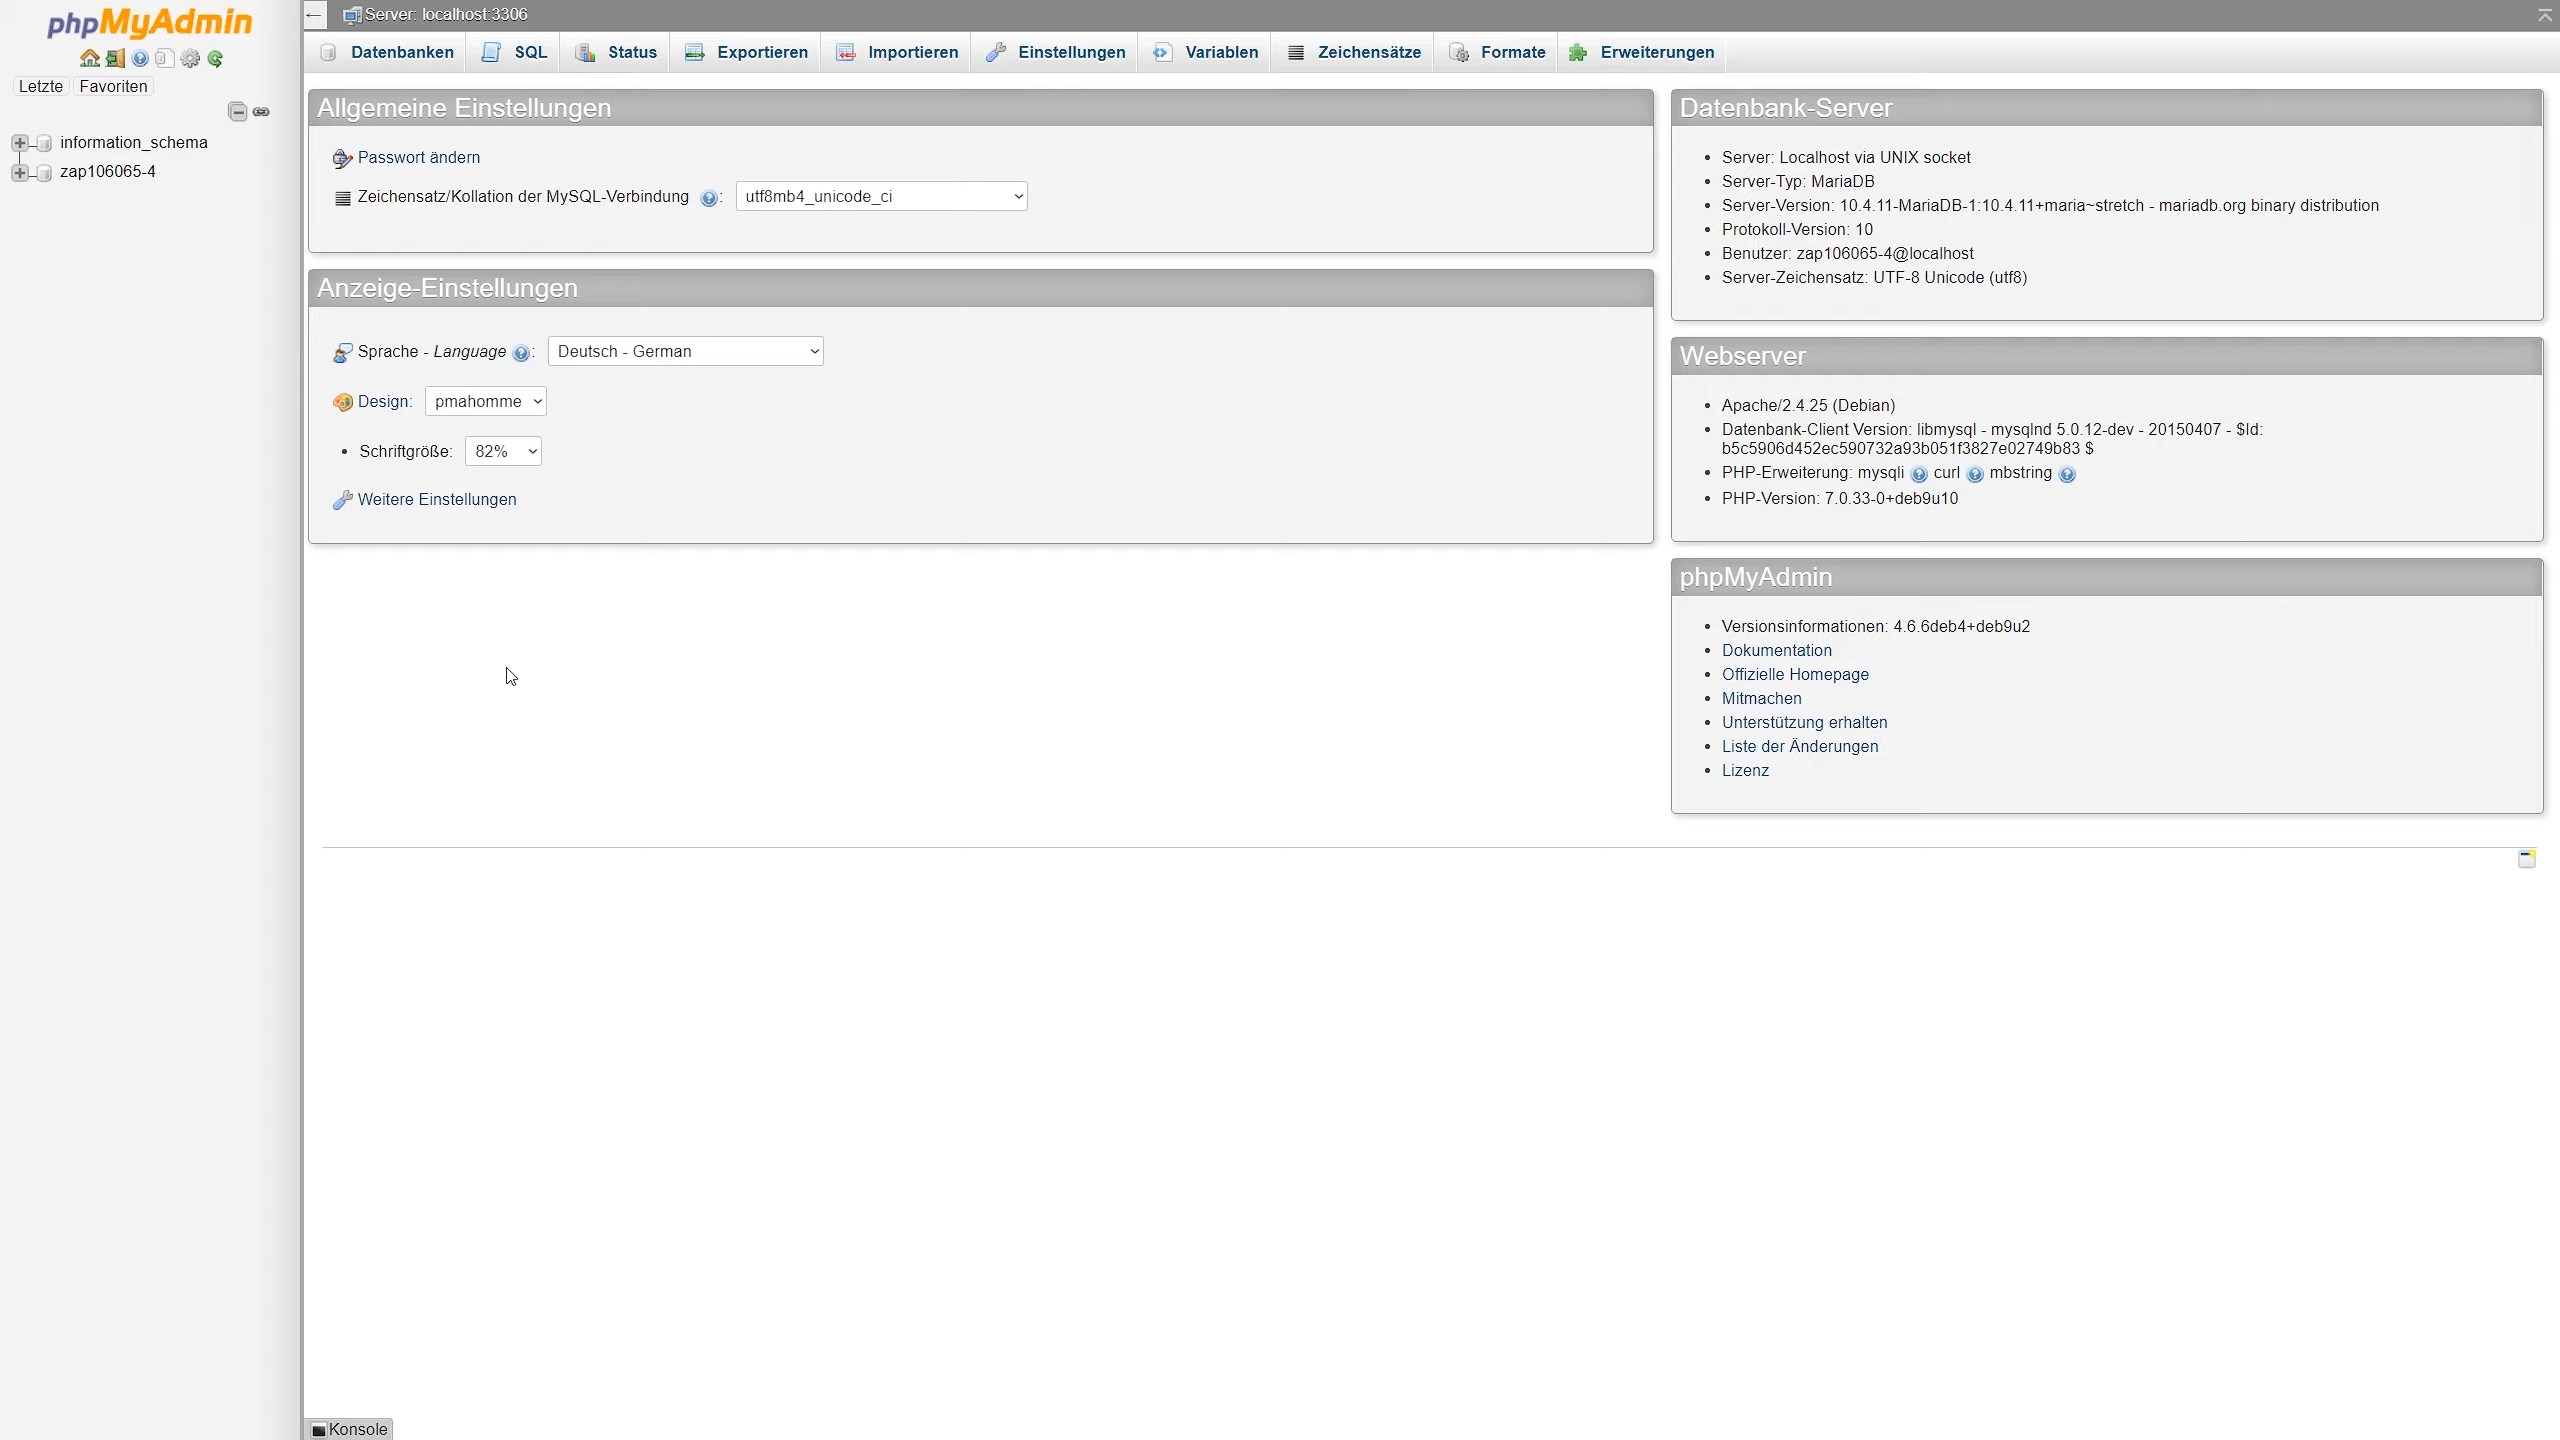 phpMyAdmin
Letzte Favoriten
information_schema
zap106065-4
Server: localhost:3306
Datenbanken SQL Status Exportieren Importieren Einstellungen Variablen Zeichensätze Formate Erweiterungen
Allgemeine Einstellungen
Passwort ändern
Zeichensatz/Kollation der MySQL-Verbindung : utf8mb4_unicode_ci
Anzeige-Einstellungen
Sprache - Language : Deutsch - German
Design: pmahomme
• Schriftgröße: 82%
Weitere Einstellungen
Datenbank-Server
• Server: Localhost via UNIX socket
• Server-Typ: MariaDB
• Server-Version: 10.4.11-MariaDB-1:10.4.11+maria~stretch - mariadb.org binary distribution
• Protokoll-Version: 10
• Benutzer: zap106065-4@localhost
• Server-Zeichensatz: UTF-8 Unicode (utf8)
Webserver
• Apache/2.4.25 (Debian)
• Datenbank-Client Version: libmysql - mysqlnd 5.0.12-dev - 20150407 - $Id:
b5c5906d452ec590732a93b051f3827e02749b83 $
• PHP-Erweiterung: mysqli curl mbstring
• PHP-Version: 7.0.33-0+deb9u10
phpMyAdmin
• Versionsinformationen: 4.6.6deb4+deb9u2
• Dokumentation
• Offizielle Homepage
• Mitmachen
• Unterstützung erhalten
• Liste der Änderungen
• Lizenz
Konsole